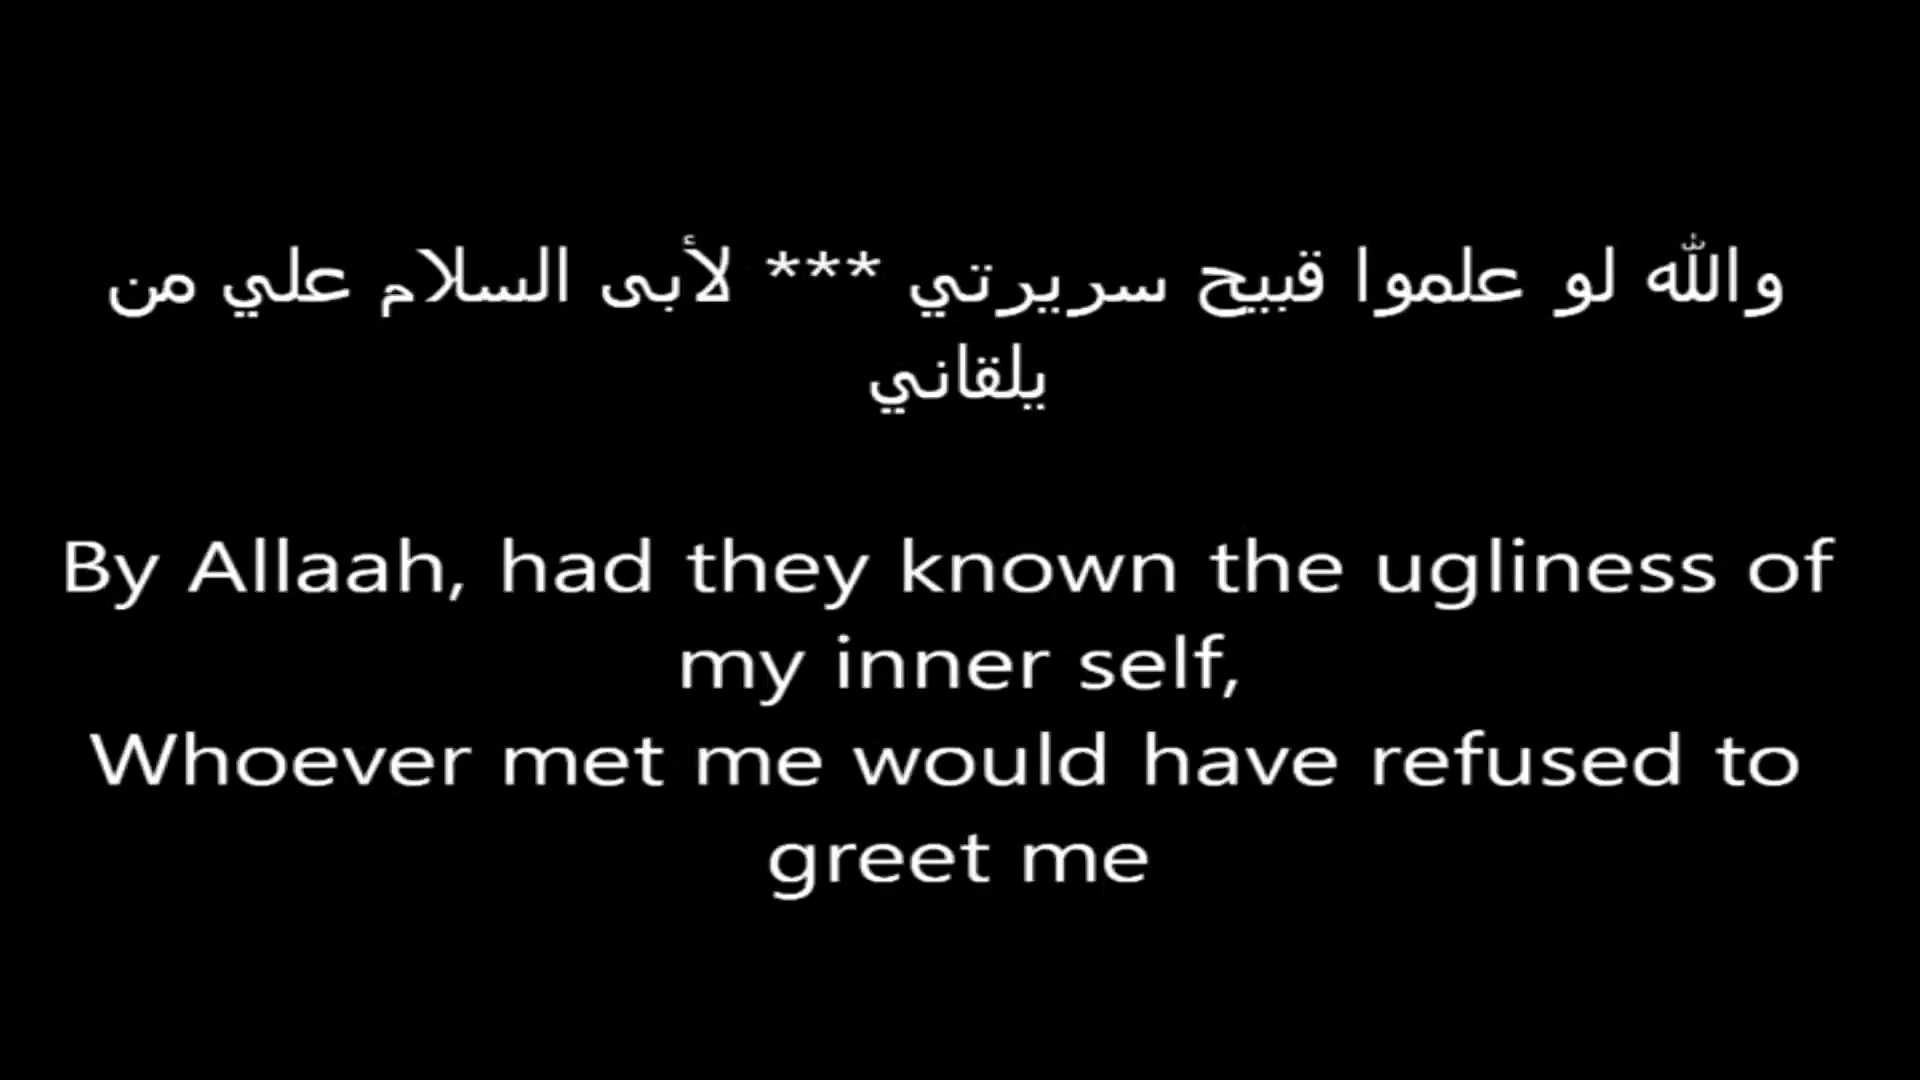 والله لو علموا قبيح سريرتي *** لأبى السلام علي من
يلقاني
By Allaah, had they known the ugliness of
my inner self,
Whoever met me would have refused to
greet me